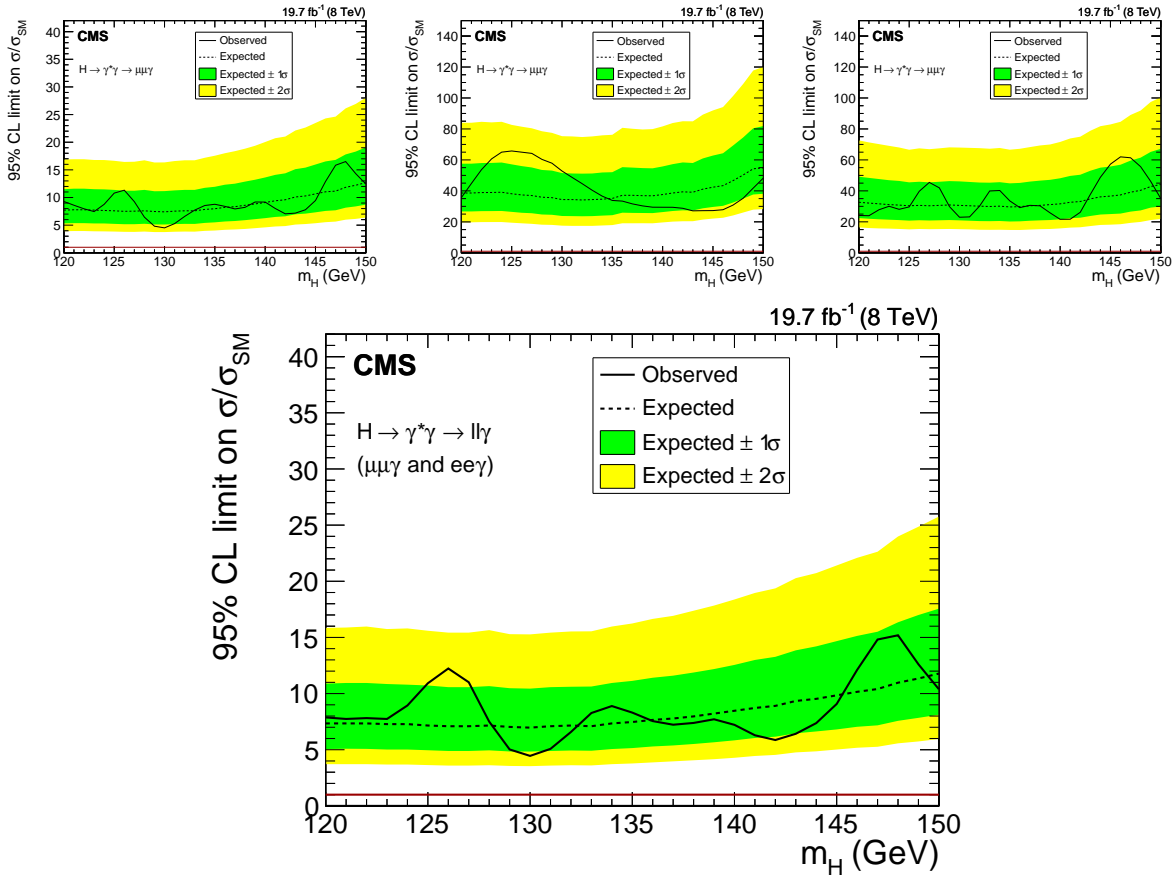 19.7 fb-1 (8 TeV)
CMS
H → γ*γ → μμγ
Observed
Expected
Expected ± 1σ
Expected ± 2σ
95% CL limit on σ/σSM
40
35
30
25
20
15
10
5
0
120 125 130 135 140 145 150
mH (GeV)
19.7 fb-1 (8 TeV)
CMS
H → γ*γ → μμγ
Observed
Expected
Expected ± 1σ
Expected ± 2σ
95% CL limit on σ/σSM
140
120
100
80
60
40
20
0
120 125 130 135 140 145 150
mH (GeV)
19.7 fb-1 (8 TeV)
CMS
H → γ*γ → μμγ
Observed
Expected
Expected ± 1σ
Expected ± 2σ
95% CL limit on σ/σSM
140
120
100
80
60
40
20
0
120 125 130 135 140 145 150
mH (GeV)
19.7 fb-1 (8 TeV)
CMS
H → γ*γ → llγ
(μμγ and eeγ)
Observed
Expected
Expected ± 1σ
Expected ± 2σ
95% CL limit on σ/σSM
40
35
30
25
20
15
10
5
0
120 125 130 135 140 145 150
mH (GeV)